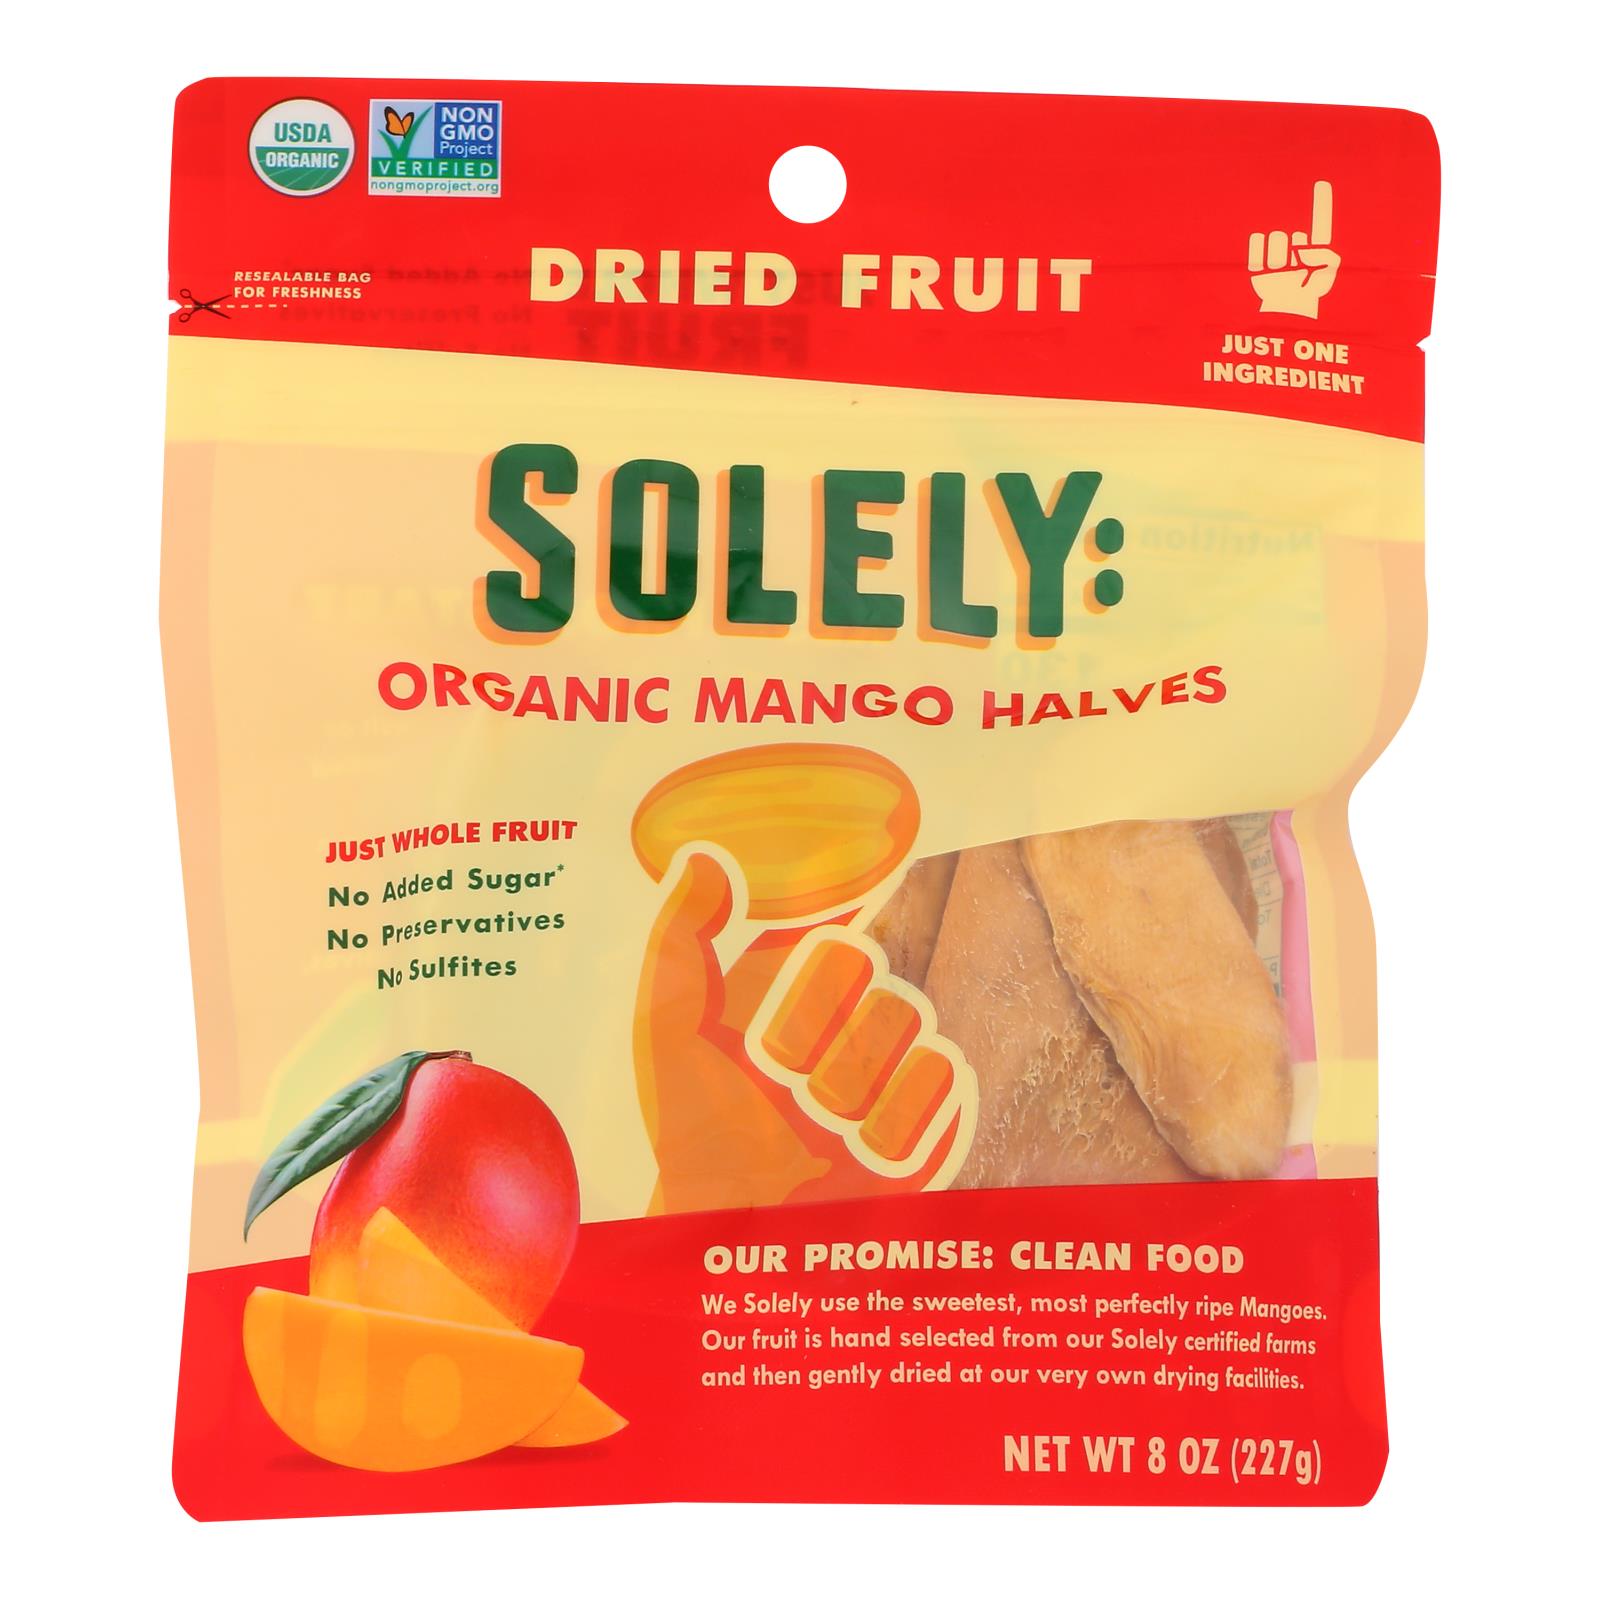 USDA
ORGANIC
NON
GMO
Project
VERIFIED
nongmoproject.org
RESEALABLE BAG
FOR FRESHNESS
DRIED FRUIT
JUST ONE
INGREDIENT
SOLELY:
ORGANIC MANGO HALVES
JUST WHOLE FRUIT
No Added Sugar*
No Preservatives
No Sulfites
OUR PROMISE: CLEAN FOOD
We Solely use the sweetest, most perfectly ripe Mangoes.
Our fruit is hand selected from our Solely certified farms
and then gently dried at our very own drying facilities.
NET WT 8 OZ (227g)